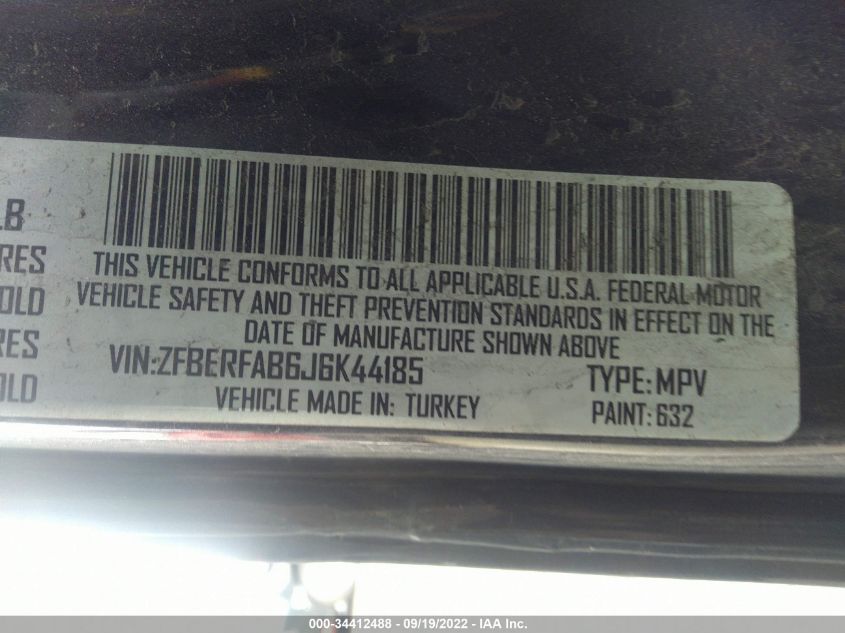 LB
RES
OLD
RES
OLD
THIS VEHICLE CONFORMS TO ALL APPLICABLE U.S.A. FEDERAL MOTOR
VEHICLE SAFETY AND THEFT PREVENTION STANDARDS IN EFFECT ON THE
DATE OF MANUFACTURE SHOWN ABOVE
VIN:ZFBERFAB6J6K44185 TYPE:MPV
VEHICLE MADE IN: TURKEY PAINT: 632
000-34412488 - 09/19/2022 - IAA Inc.